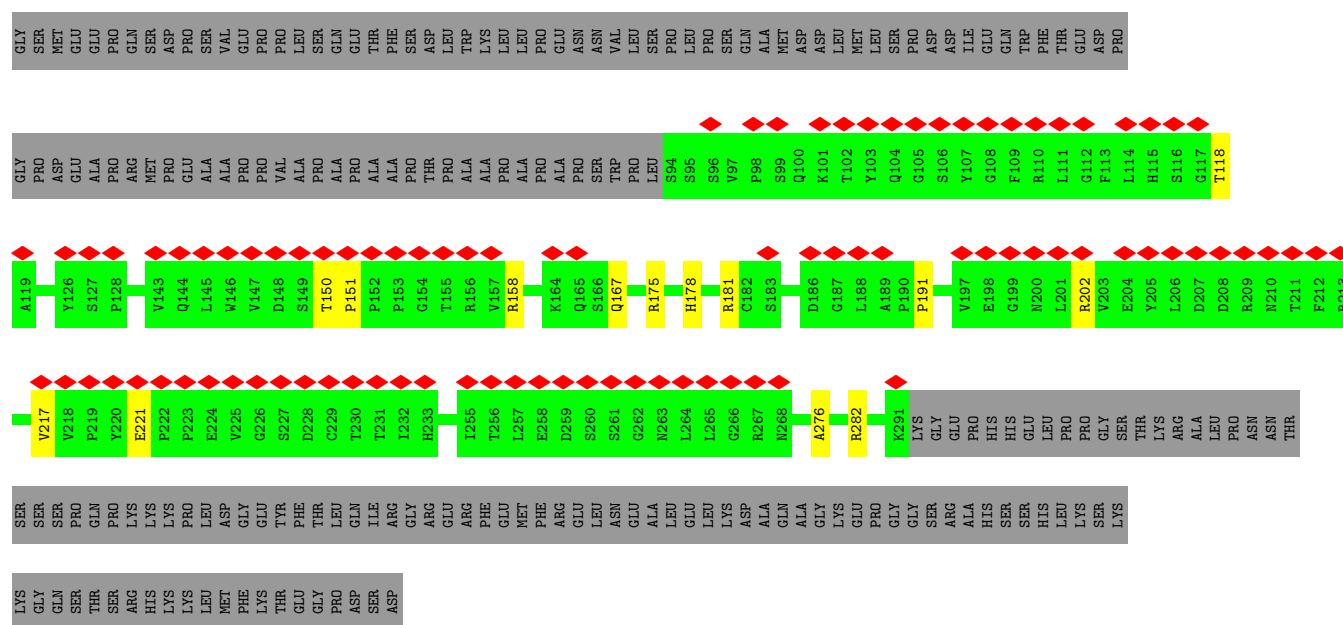 GLY SER MET GLU GLU PRO GLN SER ASP PRO SER VAL GLU PRO PRO LEU SER GLN GLU THR PHE SER ASP LEU TRP LYS LEU LEU PRO GLU ASN ASN VAL LEU SER PRO LEU PRO SER GLN ALA MET ASP ASP LEU MET LEU SER PRO ASP ASP ILE GLU GLN TRP PHE THR GLU ASP PRO
GLY PRO ASP GLU ALA PRO ARG MET PRO GLU ALA ALA PRO PRO VAL ALA PRO ALA PRO ALA ALA PRO THR PRO ALA ALA PRO ALA PRO ALA PRO SER TRP PRO LEU S94 S95 S96 V97 P98 S99 Q100 K101 T102 Y103 Q104 G105 S106 Y107 G108 F109 R110 L111 G112 F113 L114 H115 S116 G117 T118
A119 Y126 S127 P128 V143 Q144 L145 W146 V147 D148 S149 T150 P151 P152 P153 G154 T155 R156 V157 R158 K164 Q165 S166 Q167 R175 H178 R181 C182 S183 D186 G187 L188 A189 P190 P191 V197 E198 G199 N200 L201 R202 V203 E204 Y205 L206 D207 D208 R209 N210 T211 F212
V217 V218 P219 Y220 E221 P222 P223 E224 V225 G226 S227 D228 C229 T230 T231 I232 H233 I255 T256 L257 E258 D259 S260 S261 G262 N263 L264 L265 G266 R267 N268 A276 R282 K291 LYS GLY GLU PRO HIS HIS GLU LEU PRO PRO GLY SER THR LYS ARG ALA LEU PRO ASN ASN THR
SER SER SER PRO GLN PRO LYS LYS LYS PRO LEU ASP GLY GLU TYR PHE THR LEU GLN ILE ARG GLY ARG GLU ARG PHE GLU MET PHE ARG GLU LEU ASN GLU ALA LEU GLU LEU LYS ASP ALA GLN ALA GLY LYS GLU PRO GLY GLY SER ARG ALA HIS SER SER HIS LEU LYS SER LYS
LYS GLY GLN SER THR SER ARG HIS LYS LYS LEU MET PHE LYS THR GLU GLY PRO ASP SER ASP